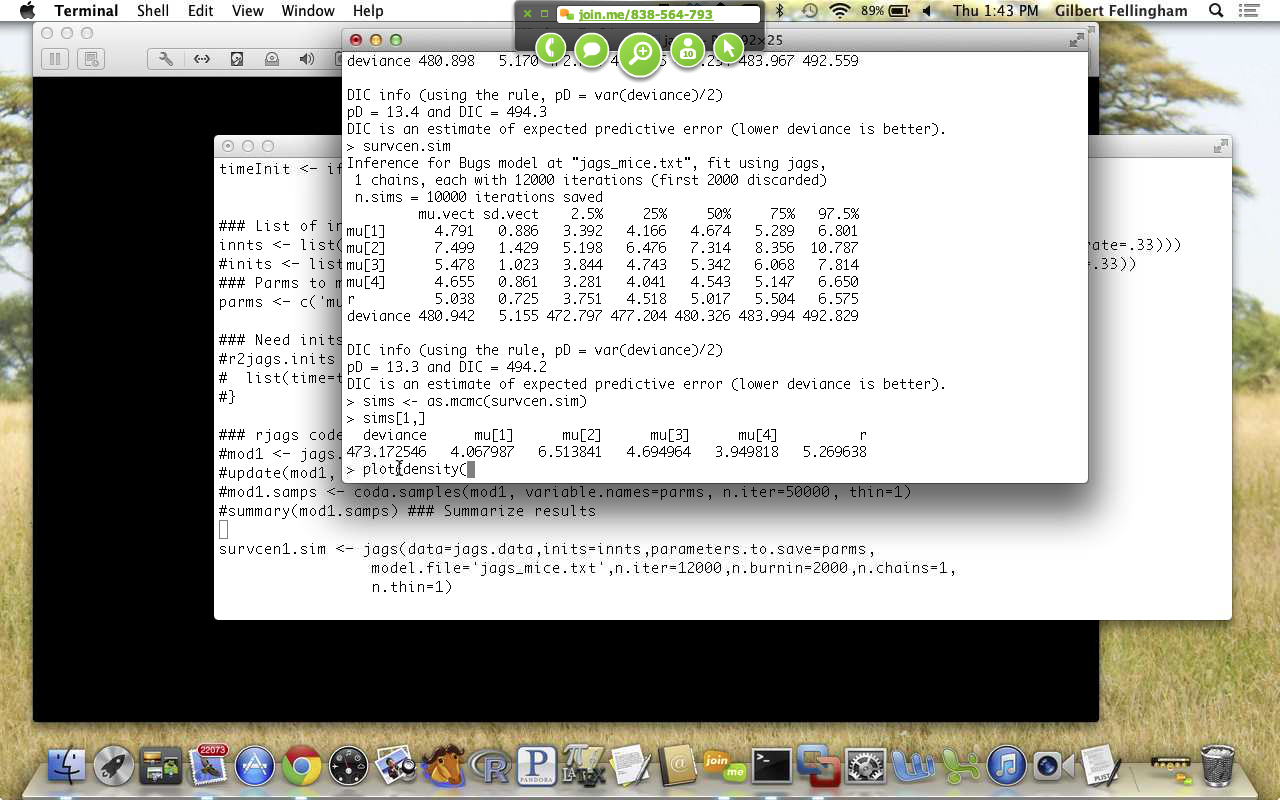 Terminal Shell Edit View Window Help
join.me/838-564-793
89% Thu 1:43 PM Gilbert Fellingham
92×25
10
deviance 480.898 5.170 483.967 492.559
DIC info (using the rule, pD = var(deviance)/2)
pD = 13.4 and DIC = 494.3
DIC is an estimate of expected predictive error (lower deviance is better).
> survcen.sim
Inference for Bugs model at "jags_mice.txt", fit using jags,
1 chains, each with 12000 iterations (first 2000 discarded)
n.sims = 10000 iterations saved
mu.vect sd.vect 2.5% 25% 50% 75% 97.5%
mu[1] 4.791 0.886 3.392 4.166 4.674 5.289 6.801
mu[2] 7.499 1.429 5.198 6.476 7.314 8.356 10.787
mu[3] 5.478 1.023 3.844 4.743 5.342 6.068 7.814
mu[4] 4.655 0.861 3.281 4.041 4.543 5.147 6.650
r 5.038 0.725 3.751 4.518 5.017 5.504 6.575
deviance 480.942 5.155 472.797 477.204 480.326 483.994 492.829
DIC info (using the rule, pD = var(deviance)/2)
pD = 13.3 and DIC = 494.2
DIC is an estimate of expected predictive error (lower deviance is better).
> sims <- as.mcmc(survcen.sim)
> sims[1,]
deviance mu[1] mu[2] mu[3] mu[4] r
473.172546 4.067987 6.513841 4.694964 3.949818 5.269638
> plot(density(
timeInit <- if
### List of in
innts <- list( rate=.33)))
#inits <- list =.33))
### Parms to m
parms <- c('mu
### Need inits
#r2jags.inits
# list(time=t
#}
### rjags code
#mod1 <- jags.
#update(mod1,
#mod1.samps <- coda.samples(mod1, variable.names=parms, n.iter=50000, thin=1)
#summary(mod1.samps) ### Summarize results
survcen1.sim <- jags(data=jags.data,inits=innts,parameters.to.save=parms,
model.file='jags_mice.txt',n.iter=12000,n.burnin=2000,n.chains=1,
n.thin=1)
22073
PANDORA
LATEX
join me
PLIST